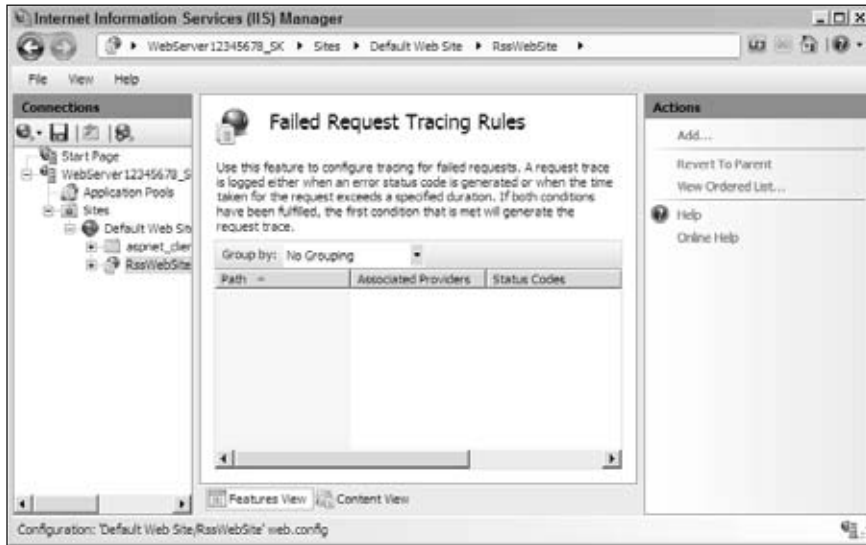 Internet Information Services (IIS) Manager
WebServer12345678_SK Sites Default Web Site RssWebSite
File View Help
Connections
Start Page
WebServer12345678_S
Application Pools
Sites
Default Web Sit
aspnet_clier
RssWebSite
Failed Request Tracing Rules
Use this feature to configure tracing for failed requests. A request trace
is logged either when an error status code is generated or when the time
taken for the request exceeds a specified duration. If both conditions
have been fulfilled, the first condition that is met will generate the
request trace.
Group by: No Grouping
Path Associated Providers Status Codes
Features View Content View
Actions
Add...
Revert To Parent
View Ordered List...
Help
Online Help
Configuration: 'Default Web Site/RssWebSite' web.config